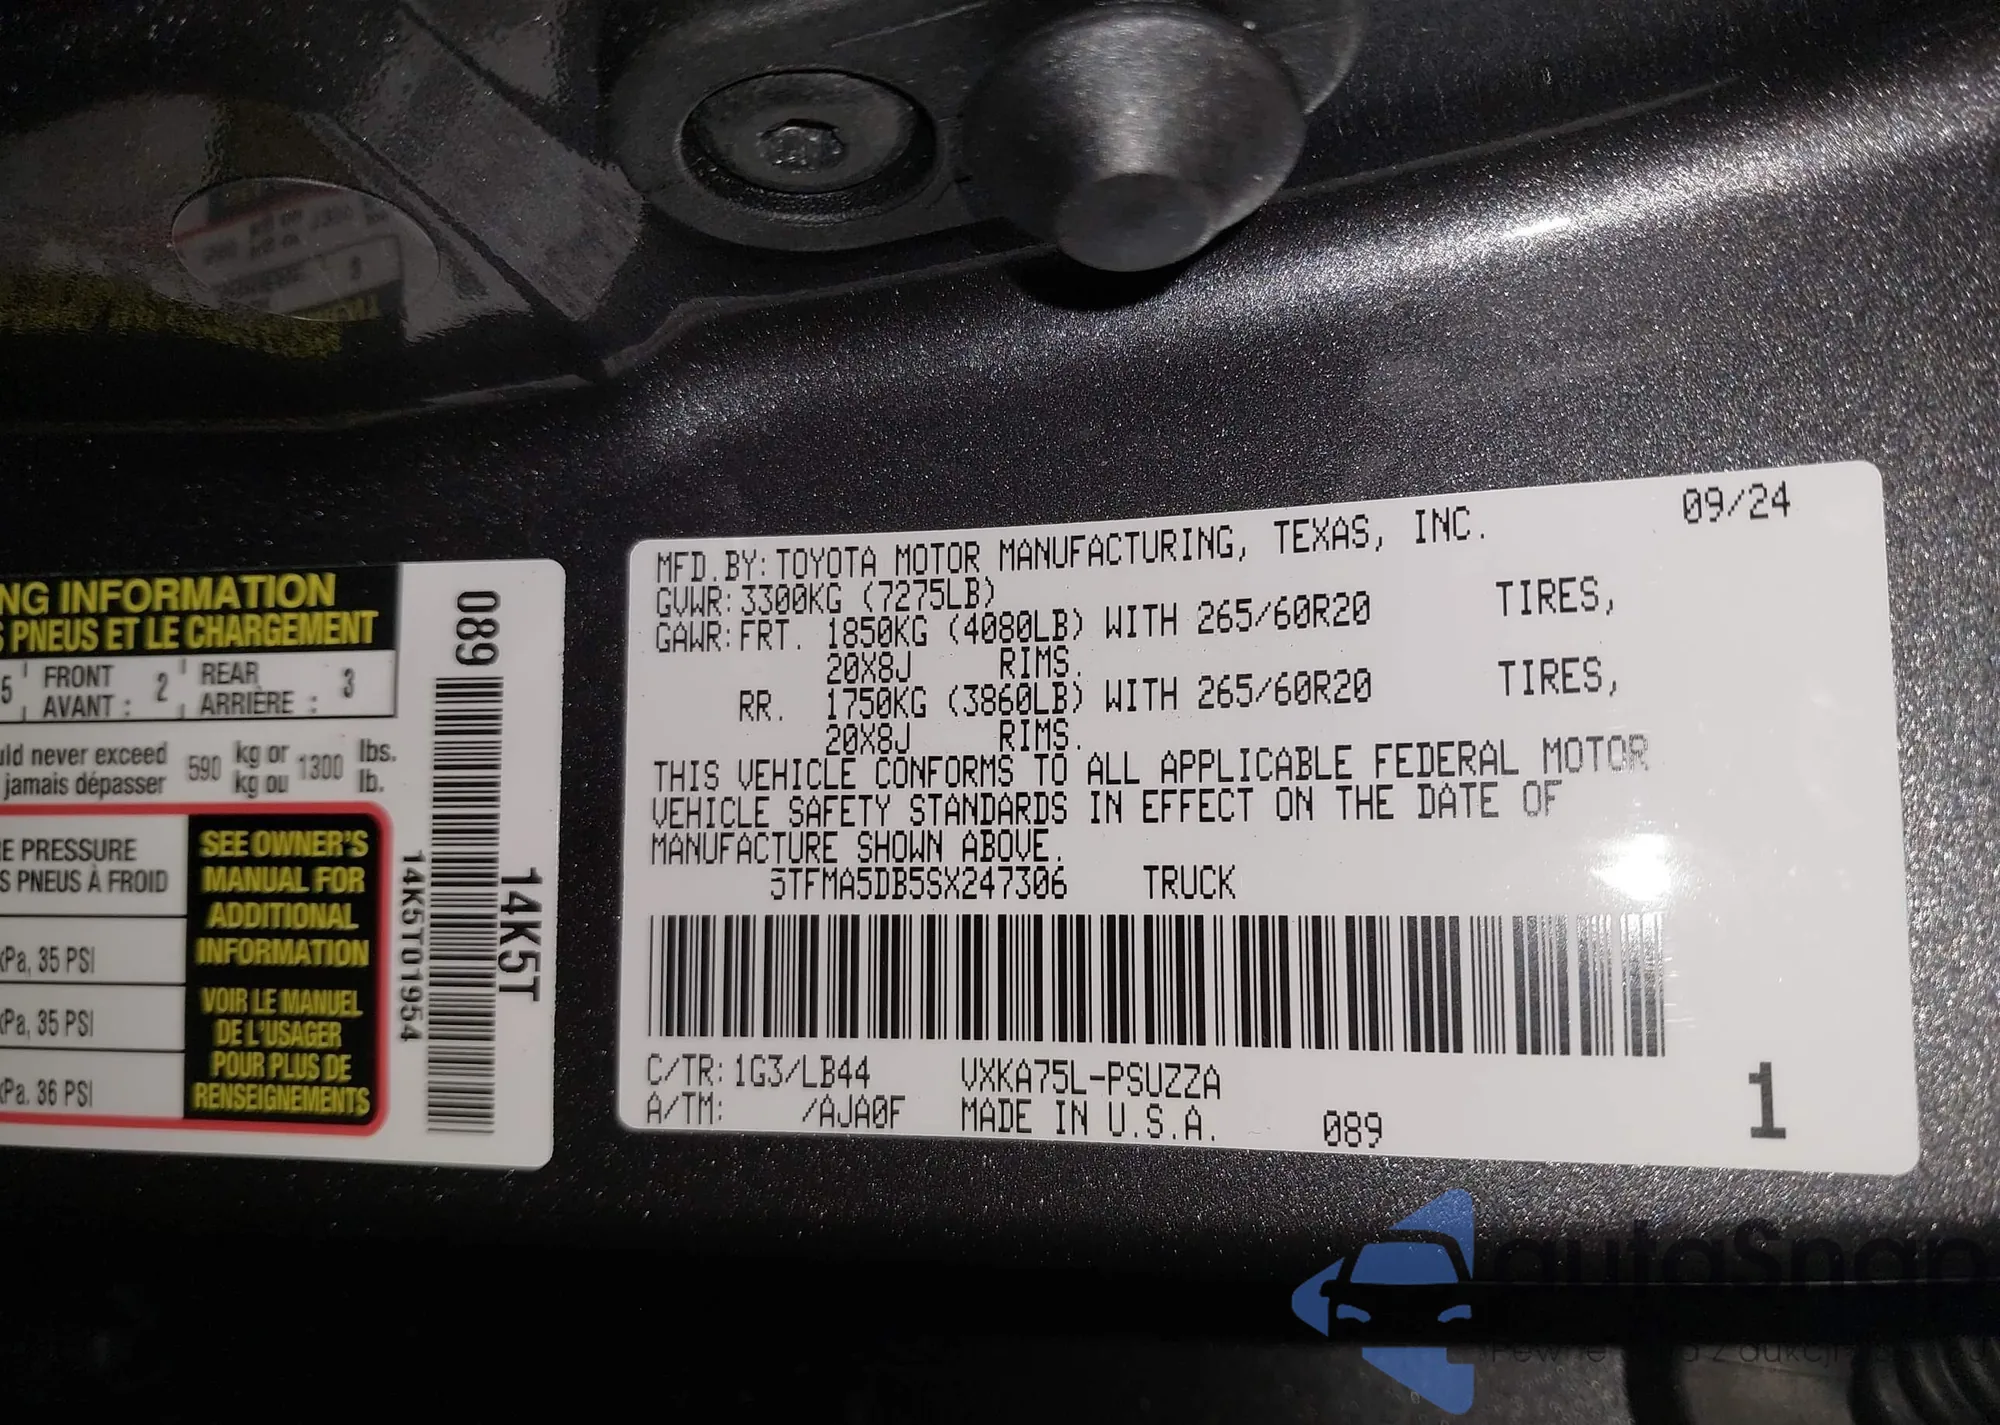 NG INFORMATION
S PNEUS ET LE CHARGEMENT
5 FRONT AVANT : 2 REAR ARRIÈRE : 3
uld never exceed 590 kg or 1300 lbs.
jamais dépasser kg ou lb.
E PRESSURE
S PNEUS À FROID
kPa, 35 PSI
kPa, 35 PSI
kPa. 36 PSI
SEE OWNER'S
MANUAL FOR
ADDITIONAL
INFORMATION
VOIR LE MANUEL
DE L'USAGER
POUR PLUS DE
RENSEIGNEMENTS
089
14K5T
14K5T019954
09/24
MFD.BY:TOYOTA MOTOR MANUFACTURING, TEXAS, INC.
GVWR:3300KG (7275LB)
GAWR:FRT. 1850KG (4080LB) WITH 265/60R20 TIRES,
20X8J RIMS.
RR. 1750KG (3860LB) WITH 265/60R20 TIRES,
20X8J RIMS.
THIS VEHICLE CONFORMS TO ALL APPLICABLE FEDERAL MOTOR
VEHICLE SAFETY STANDARDS IN EFFECT ON THE DATE OF
MANUFACTURE SHOWN ABOVE.
5TFMA5DB5SX247306 TRUCK
C/TR:1G3/LB44 VXKA75L-PSUZZA
A/TM: /AJA0F MADE IN U.S.A. 089
1
autoSnap